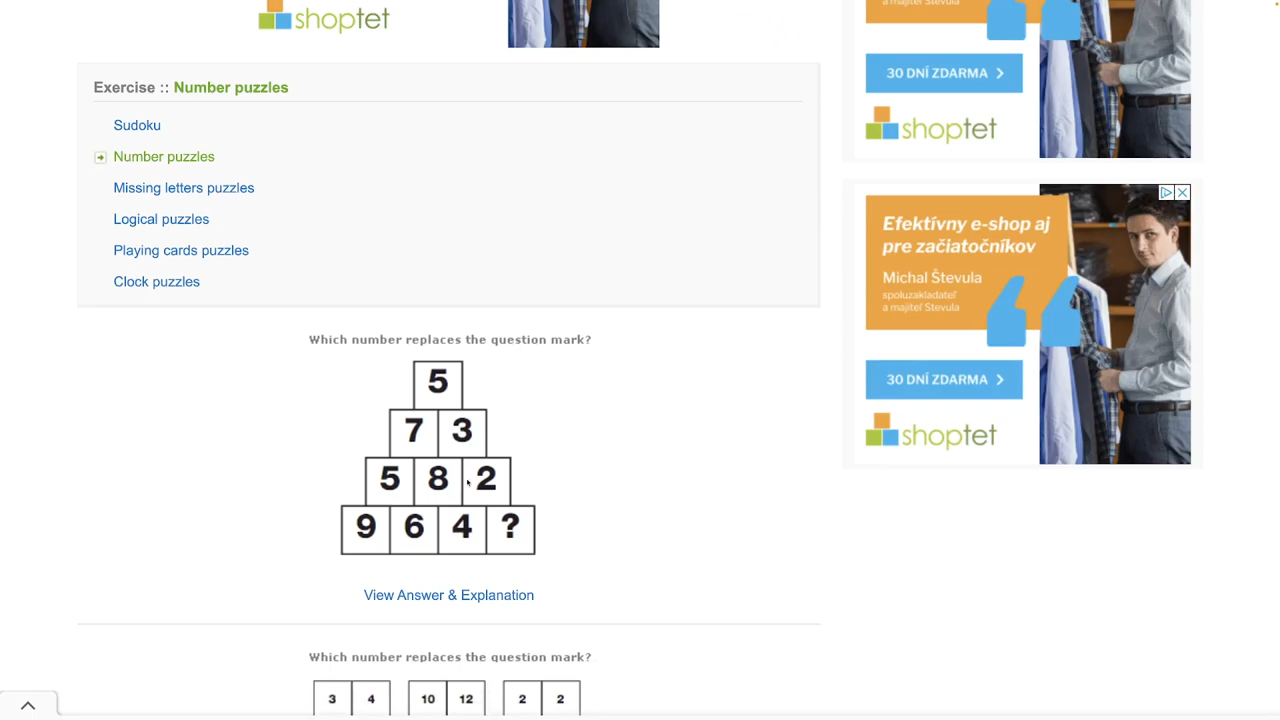 shoptet
a majiteľ Stevula
30 DNÍ ZDARMA
shoptet
Exercise :: Number puzzles
Sudoku
Number puzzles
Missing letters puzzles
Logical puzzles
Playing cards puzzles
Clock puzzles
Efektívny e-shop aj
pre začiatočníkov
Michal Števula
spoluzakladateľ
a majiteľ Stevula
30 DNÍ ZDARMA
shoptet
Which number replaces the question mark?
5
7 3
5 8 2
9 6 4 ?
View Answer & Explanation
Which number replaces the question mark?
3 4 10 12 2 2